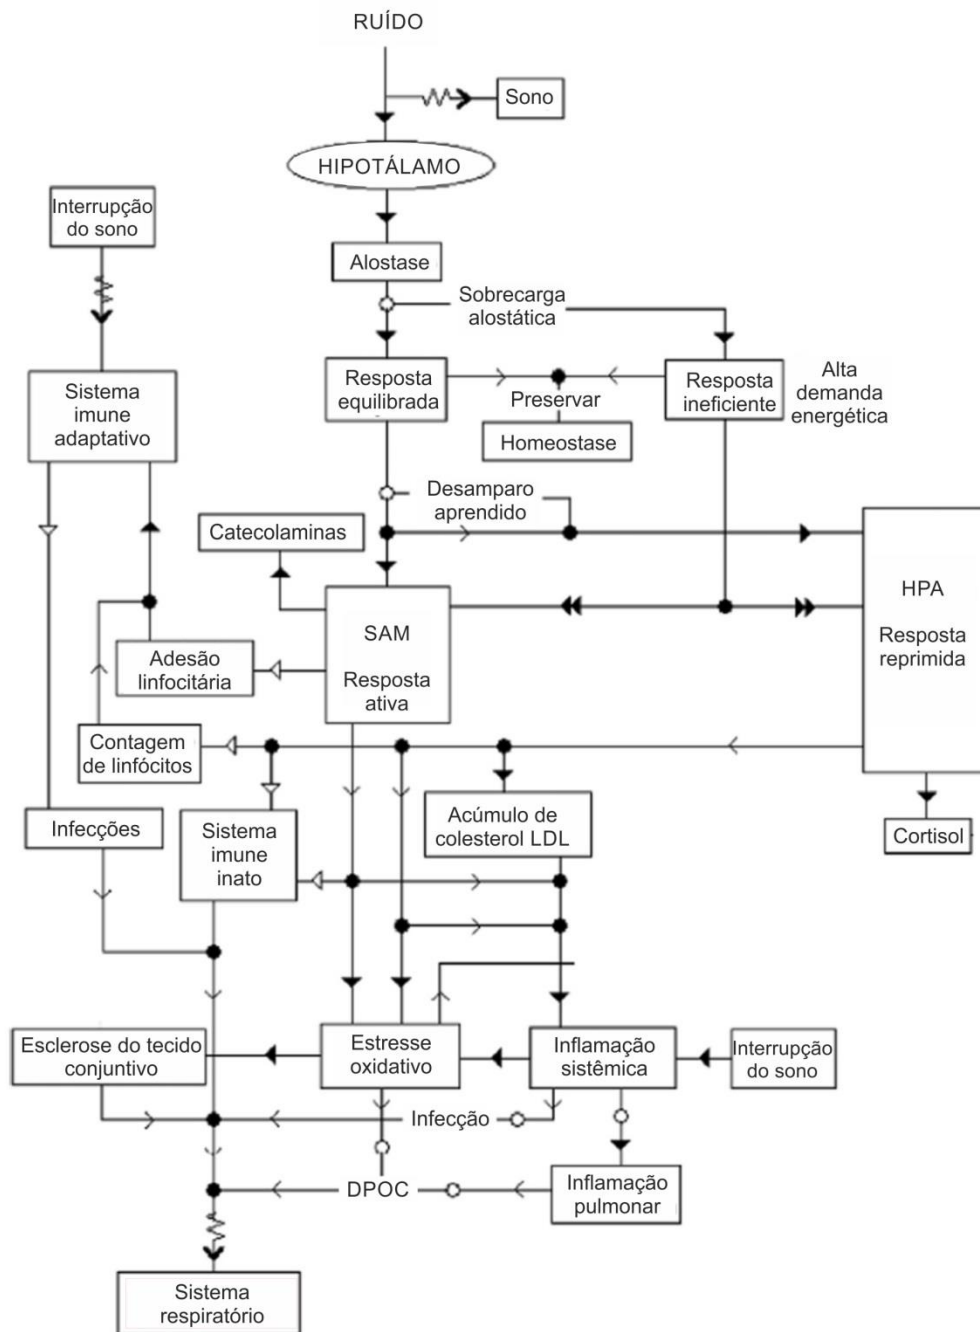 RUÍDO
Sono
HIPOTÁLAMO
Interrupção
do sono
Alostase
Sobrecarga
alostática
Sistema
imune
adaptativo
Resposta
equilibrada
Preservar
Homeostase
Resposta
ineficiente
Alta
demanda
energética
Desamparo
aprendido
Catecolaminas
HPA
Resposta
reprimida
SAM
Resposta
ativa
Adesão
linfocitária
Contagem
de linfócitos
Infecções
Sistema
imune
inato
Acúmulo de
colesterol LDL
Cortisol
Esclerose do tecido
conjuntivo
Estresse
oxidativo
Inflamação
sistêmica
Interrupção
do sono
Infecção
DPOC
Inflamação
pulmonar
Sistema
respiratório